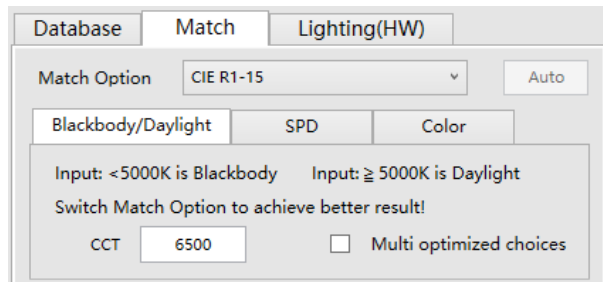 Database Match Lighting(HW)
Match Option CIE R1-15 Auto
Blackbody/Daylight SPD Color
Input: <5000K is Blackbody Input: ≧ 5000K is Daylight
Switch Match Option to achieve better result!
CCT 6500 Multi optimized choices